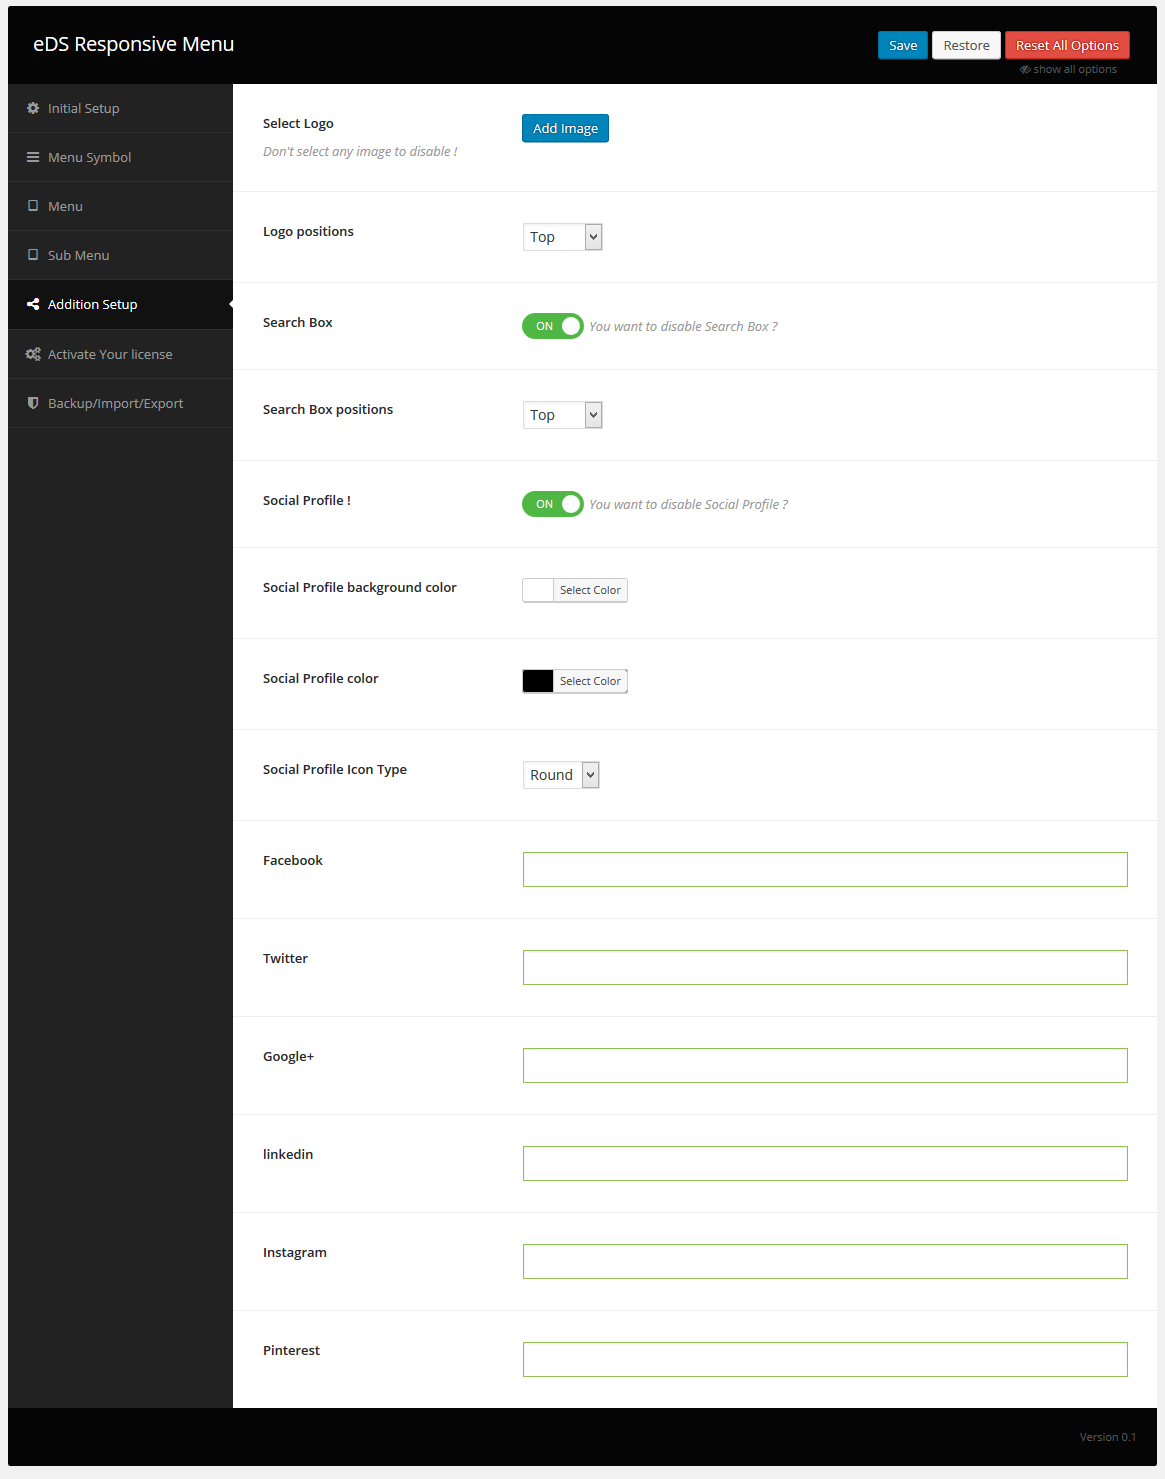 eDS Responsive Menu
Save
Restore
Reset All Options
show all options
Initial Setup
Menu Symbol
Menu
Sub Menu
Addition Setup
Activate Your license
Backup/Import/Export
Select Logo
Don't select any image to disable !
Add Image
Logo positions
Top
Search Box
ON
You want to disable Search Box ?
Search Box positions
Top
Social Profile !
ON
You want to disable Social Profile ?
Social Profile background color
Select Color
Social Profile color
Select Color
Social Profile Icon Type
Round
Facebook
Twitter
Google+
linkedin
Instagram
Pinterest
Version 0.1